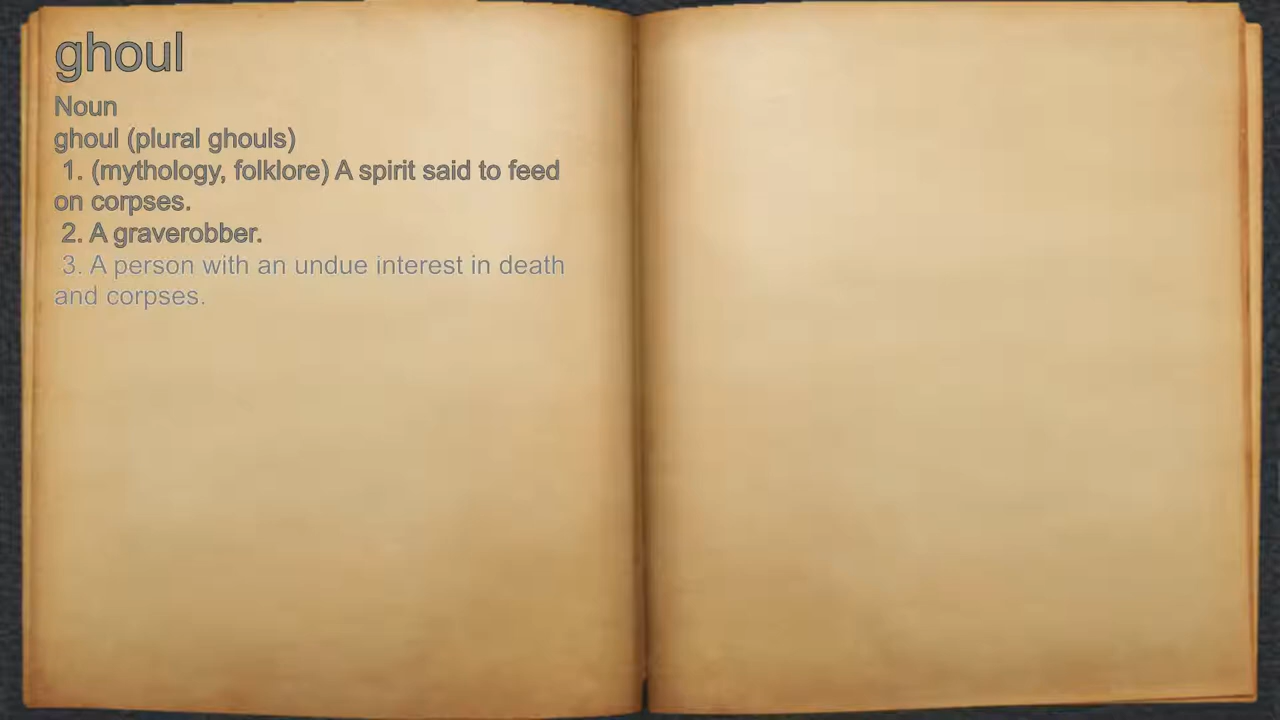 ghoul
Noun
ghoul (plural ghouls)
1. (mythology, folklore) A spirit said to feed
on corpses.
2. A graverobber.
3. A person with an undue interest in death
and corpses.